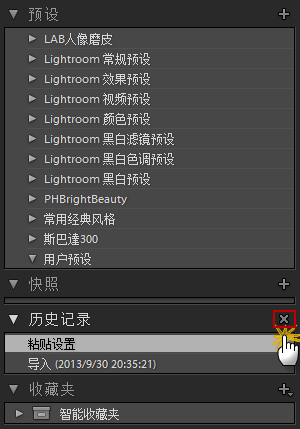 预设
LAB人像磨皮
Lightroom 常规预设
Lightroom 效果预设
Lightroom 视频预设
Lightroom 颜色预设
Lightroom 黑白滤镜预设
Lightroom 黑白色调预设
Lightroom 黑白预设
PHBrightBeauty
常用经典风格
斯巴達300
用户预设
快照
历史记录
粘贴设置
导入 (2013/9/30 20:35:21)
收藏夹
智能收藏夹